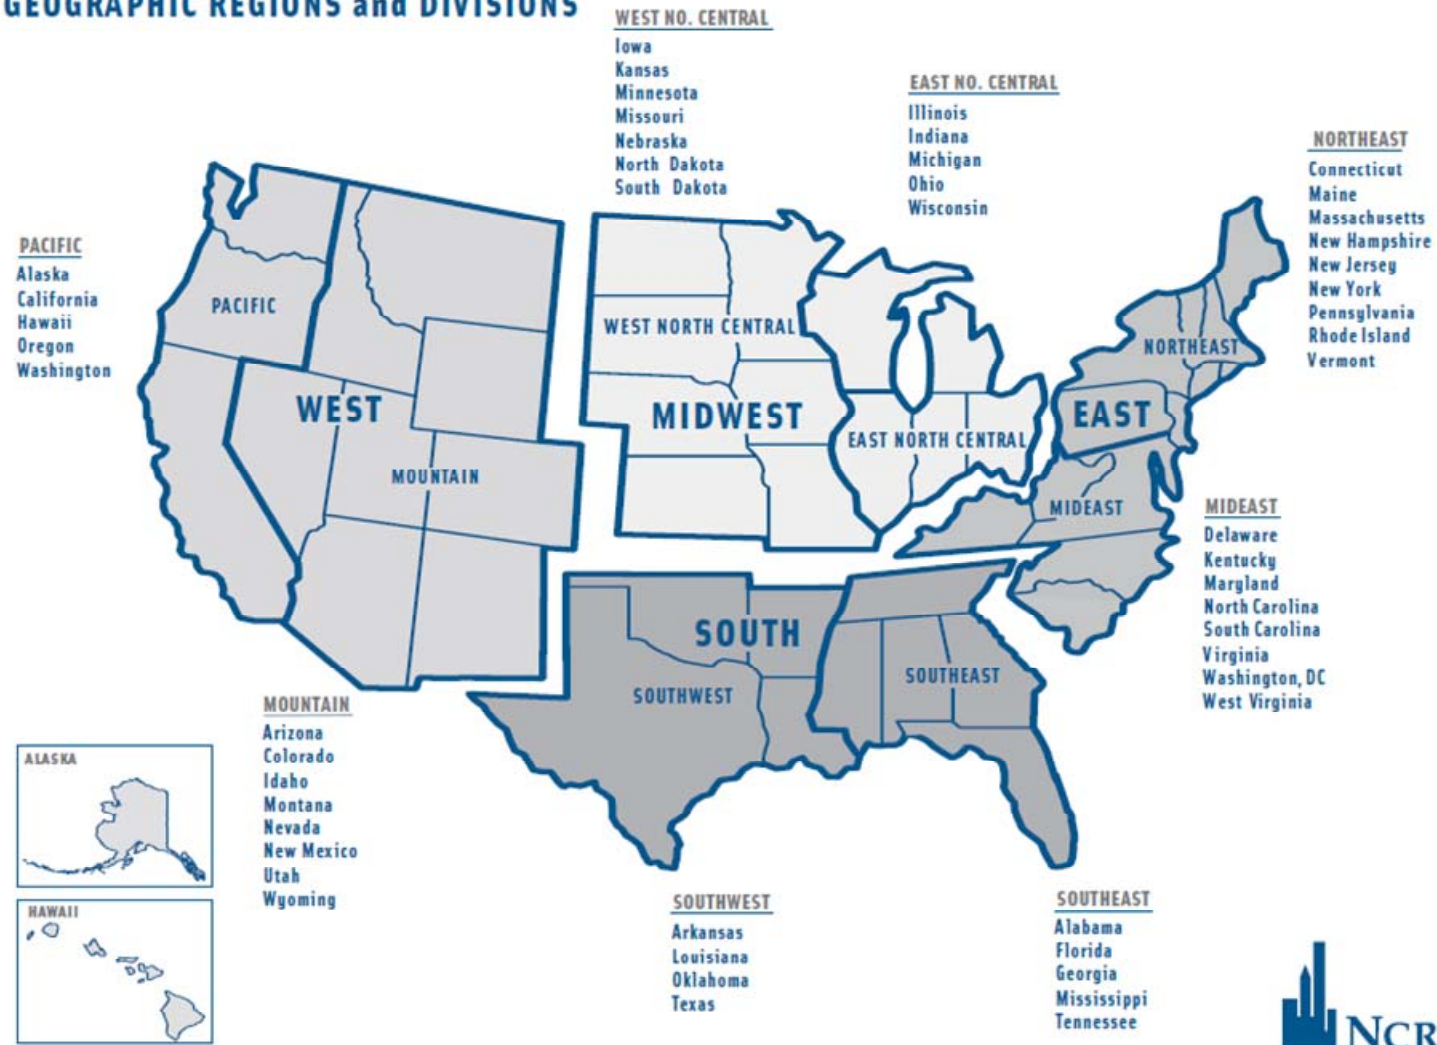 GEOGRAPHIC REGIONS and DIVISIONS
WEST NO. CENTRAL
Iowa
Kansas
Minnesota
Missouri
Nebraska
North Dakota
South Dakota
EAST NO. CENTRAL
Illinois
Indiana
Michigan
Ohio
Wisconsin
NORTHEAST
Connecticut
Maine
Massachusetts
New Hampshire
New Jersey
New York
Pennsylvania
Rhode Island
Vermont
PACIFIC
Alaska
California
Hawaii
Oregon
Washington
PACIFIC
WEST
MOUNTAIN
WEST NORTH CENTRAL
MIDWEST
EAST NORTH CENTRAL
NORTHEAST
EAST
MIDEAST
MIDEAST
Delaware
Kentucky
Maryland
North Carolina
South Carolina
Virginia
Washington, DC
West Virginia
SOUTH
SOUTHWEST
SOUTHEAST
MOUNTAIN
Arizona
Colorado
Idaho
Montana
Nevada
New Mexico
Utah
Wyoming
ALASKA
HAWAII
SOUTHWEST
Arkansas
Louisiana
Oklahoma
Texas
SOUTHEAST
Alabama
Florida
Georgia
Mississippi
Tennessee
NCR